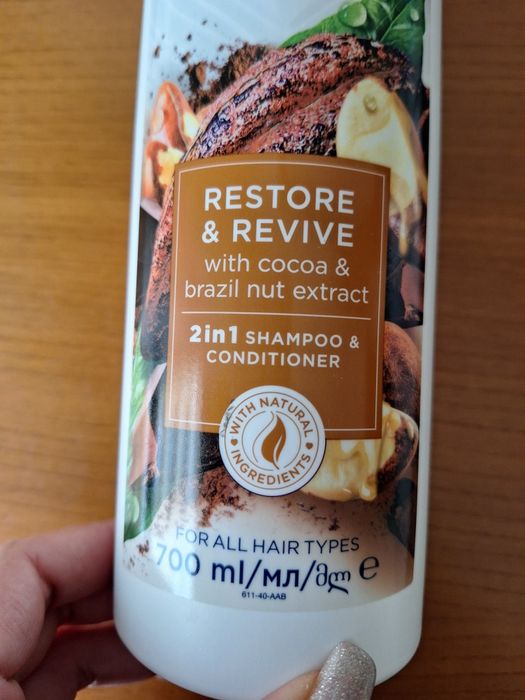 RESTORE
& REVIVE
with cocoa &
brazil nut extract
2in1 SHAMPOO &
CONDITIONER
• WITH NATURAL •
INGREDIENTS
FOR ALL HAIR TYPES
700 ml/мл/მლ e
611-40-AAB